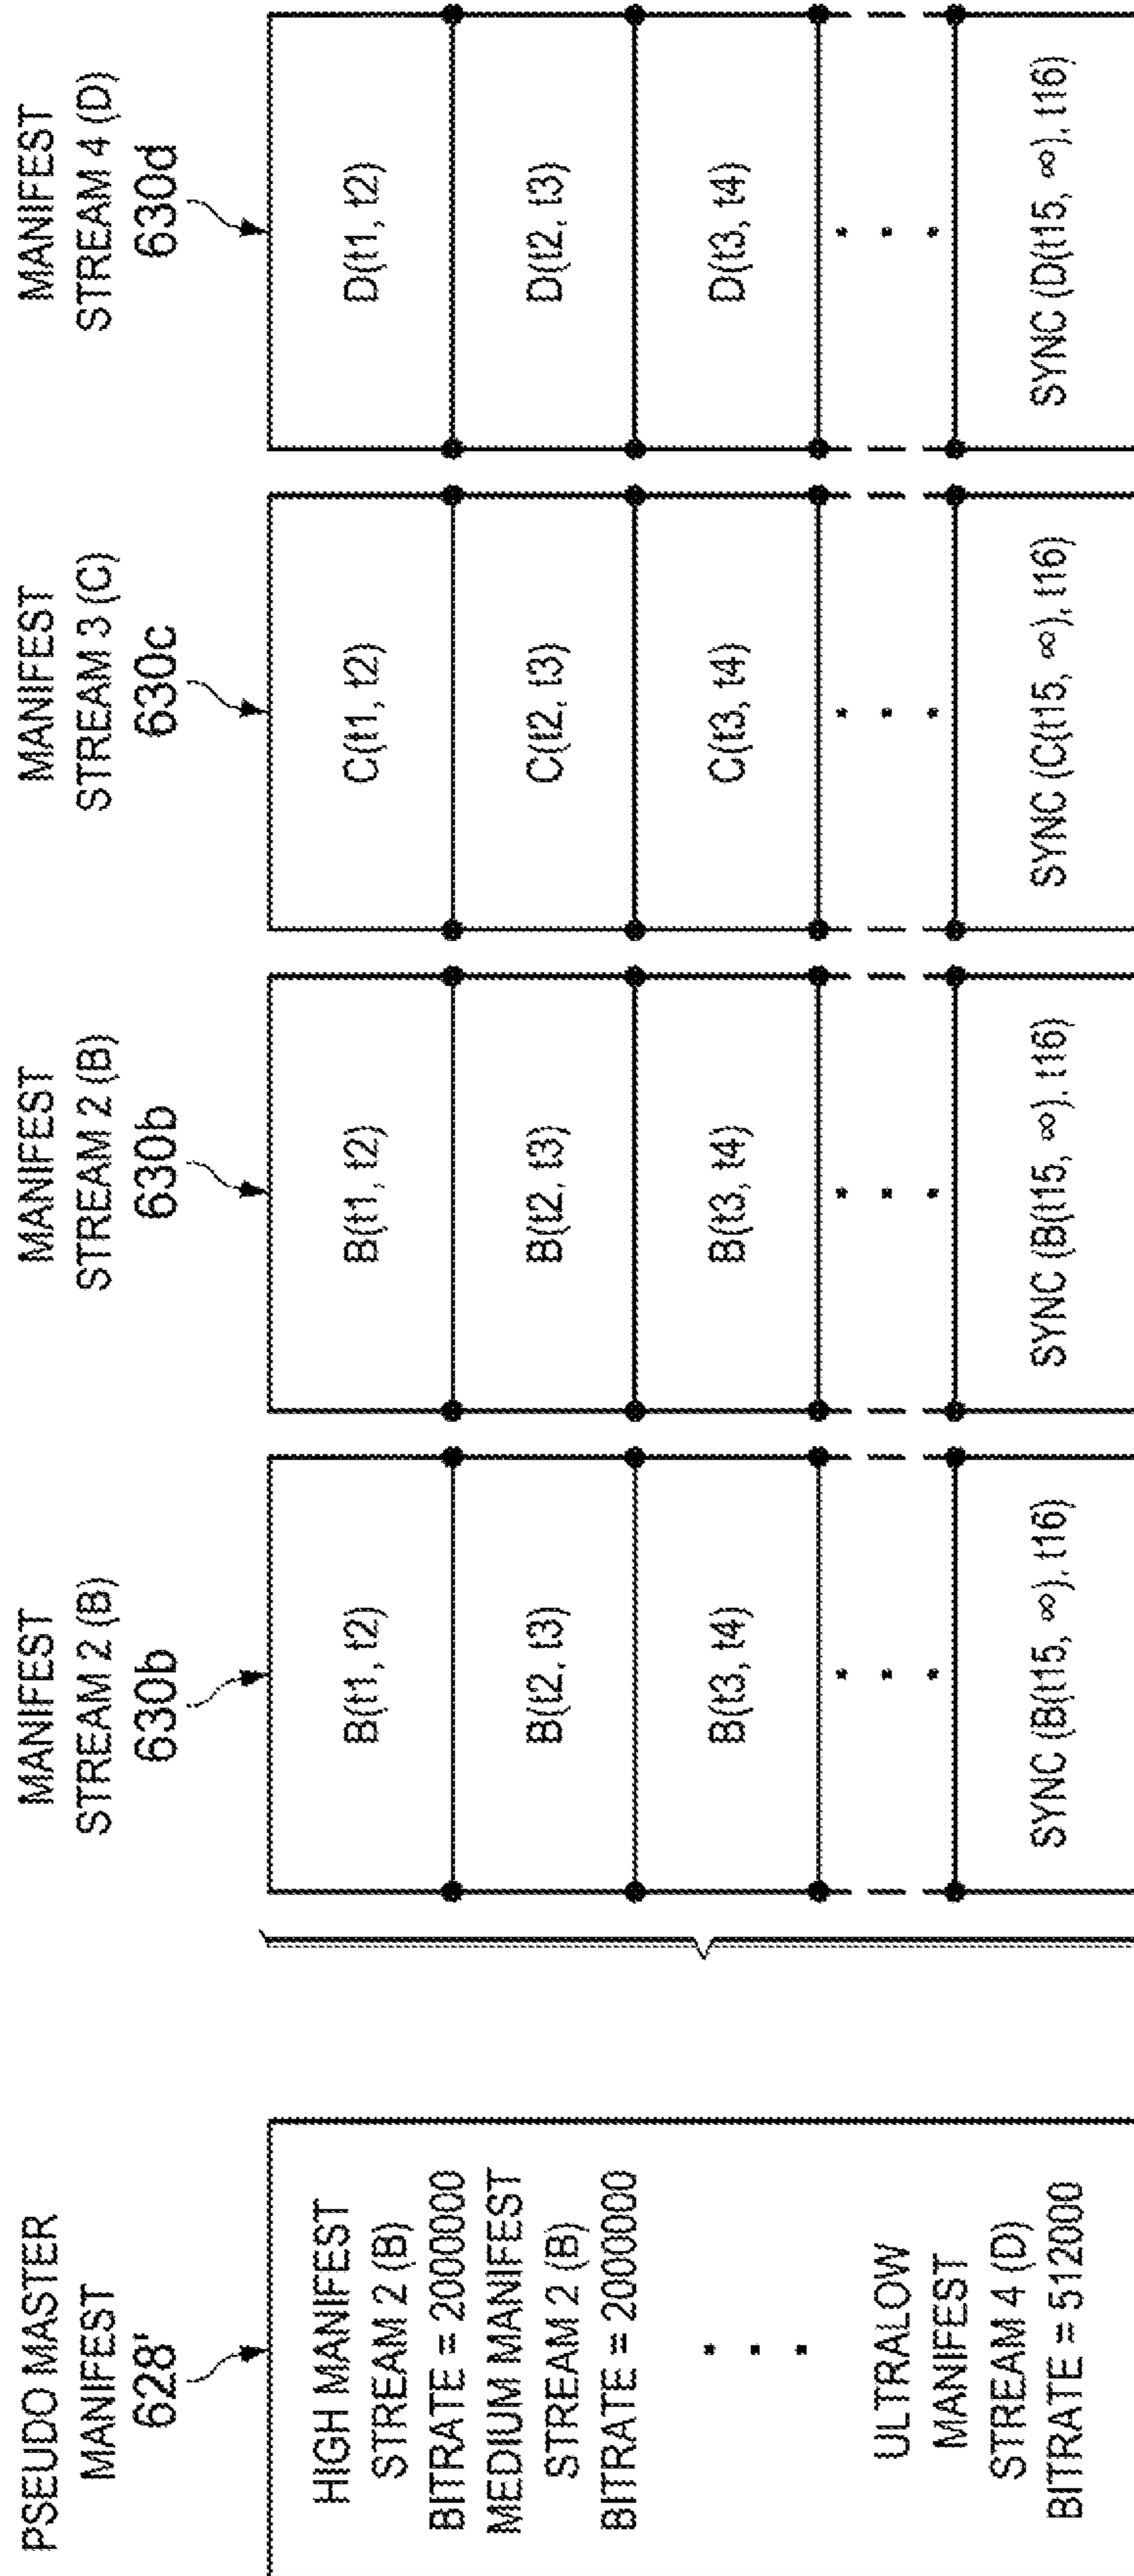 PSEUDO MASTER
MANIFEST
628'
HIGH MANIFEST
STREAM 2 (B)
BITRATE = 2000000
MEDIUM MANIFEST
STREAM 2 (B)
BITRATE = 2000000
.
.
.
ULTRALOW
MANIFEST
STREAM 4 (D)
BITRATE = 512000
MANIFEST
STREAM 2 (B)
630b
B(t1, t2)
B(t2, t3)
B(t3, t4)
.
.
.
SYNC (B(t15, ∞), t16)
MANIFEST
STREAM 2 (B)
630b
B(t1, t2)
B(t2, t3)
B(t3, t4)
.
.
.
SYNC (B(t15, ∞), t16)
MANIFEST
STREAM 3 (C)
630c
C(t1, t2)
C(t2, t3)
C(t3, t4)
.
.
.
SYNC (C(t15, ∞), t16)
MANIFEST
STREAM 4 (D)
630d
D(t1, t2)
D(t2, t3)
D(t3, t4)
.
.
.
SYNC (D(t15, ∞), t16)